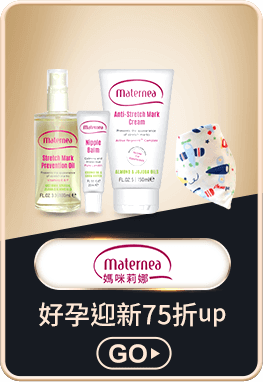 Maternea
Stretch Mark
Prevention Oil
Maternea
Nipple
Balm
Maternea
Anti-Stretch Mark
Cream
maternea
媽咪莉娜
好孕迎新75折up
GO